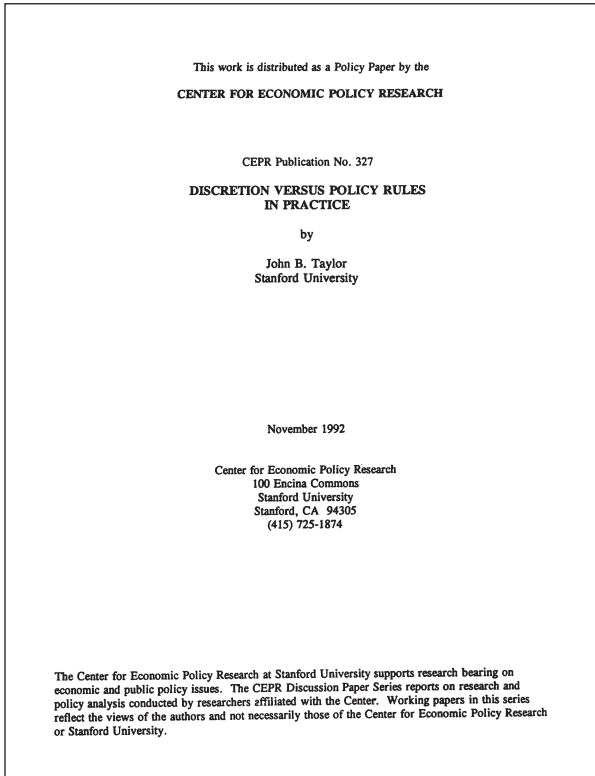 This work is distributed as a Policy Paper by the
CENTER FOR ECONOMIC POLICY RESEARCH
CEPR Publication No. 327
DISCRETION VERSUS POLICY RULES
IN PRACTICE
by
John B. Taylor
Stanford University
November 1992
Center for Economic Policy Research
100 Encina Commons
Stanford University
Stanford, CA 94305
(415) 725-1874
The Center for Economic Policy Research at Stanford University supports research bearing on
economic and public policy issues. The CEPR Discussion Paper Series reports on research and
policy analysis conducted by researchers affiliated with the Center. Working papers in this series
reflect the views of the authors and not necessarily those of the Center for Economic Policy Research
or Stanford University.